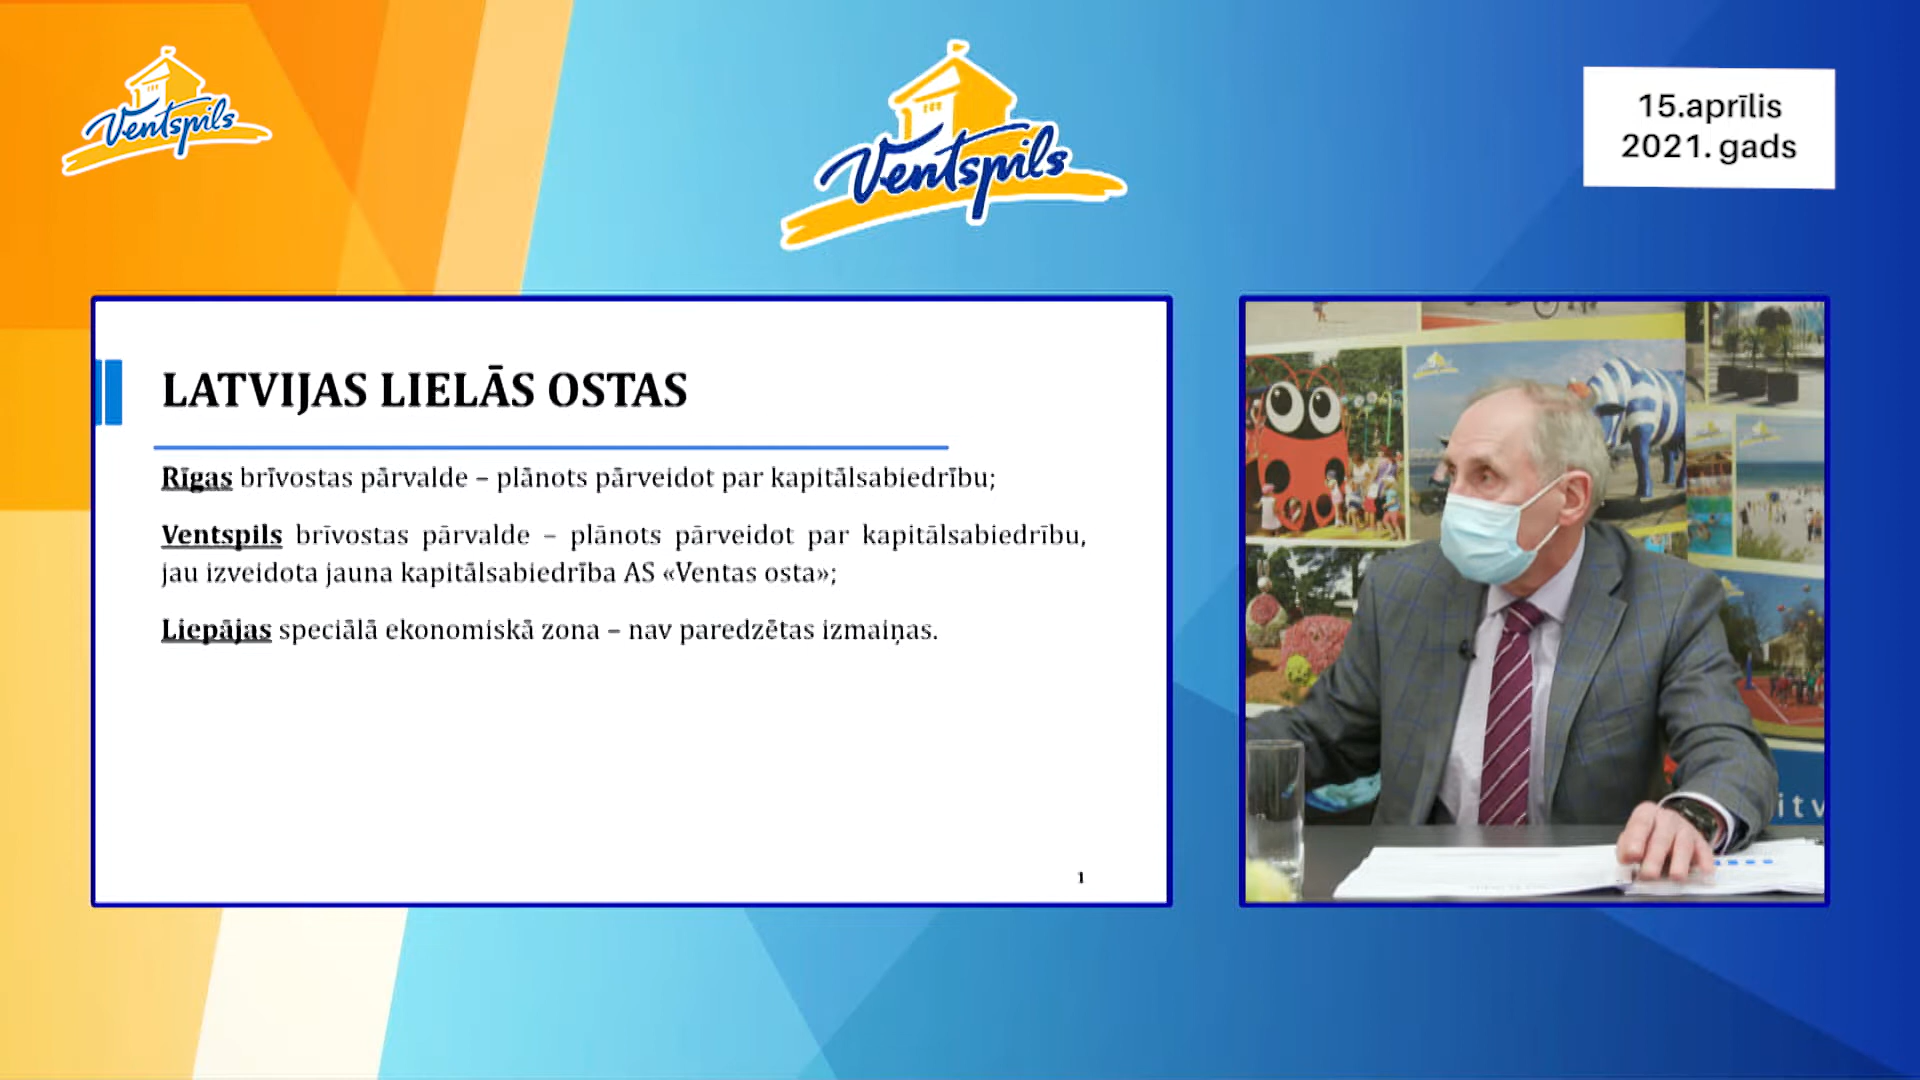 Ventspils
Ventspils
15.aprīlis
2021. gads
LATVIJAS LIELĀS OSTAS
Rīgas brīvostas pārvalde – plānots pārveidot par kapitālsabiedrību;
Ventspils brīvostas pārvalde – plānots pārveidot par kapitālsabiedrību,
jau izveidota jauna kapitālsabiedrība AS «Ventas osta»;
Liepājas speciālā ekonomiskā zona – nav paredzētas izmaiņas.
1
itv